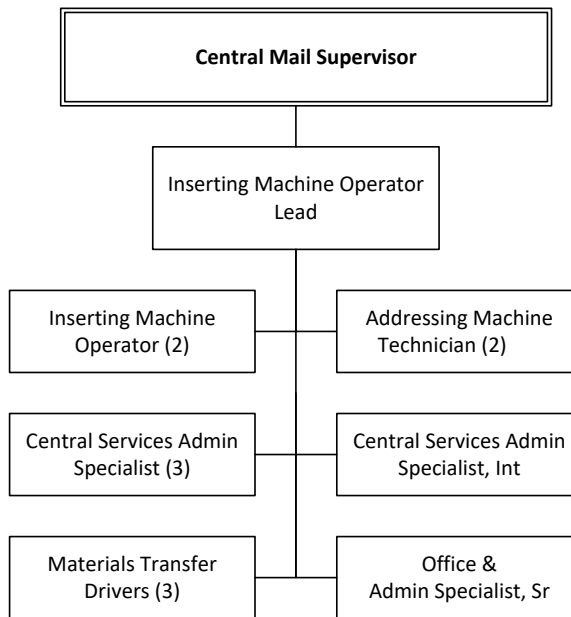 Central Mail Supervisor
Inserting Machine Operator
Lead
Inserting Machine
Operator (2)
Addressing Machine
Technician (2)
Central Services Admin
Specialist (3)
Central Services Admin
Specialist, Int
Materials Transfer
Drivers (3)
Office &
Admin Specialist, Sr